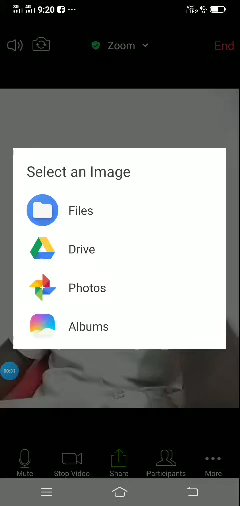 9:20
Zoom
End
Select an Image
Files
Drive
Photos
Albums
Mute
Stop Video
Share
Participants
More